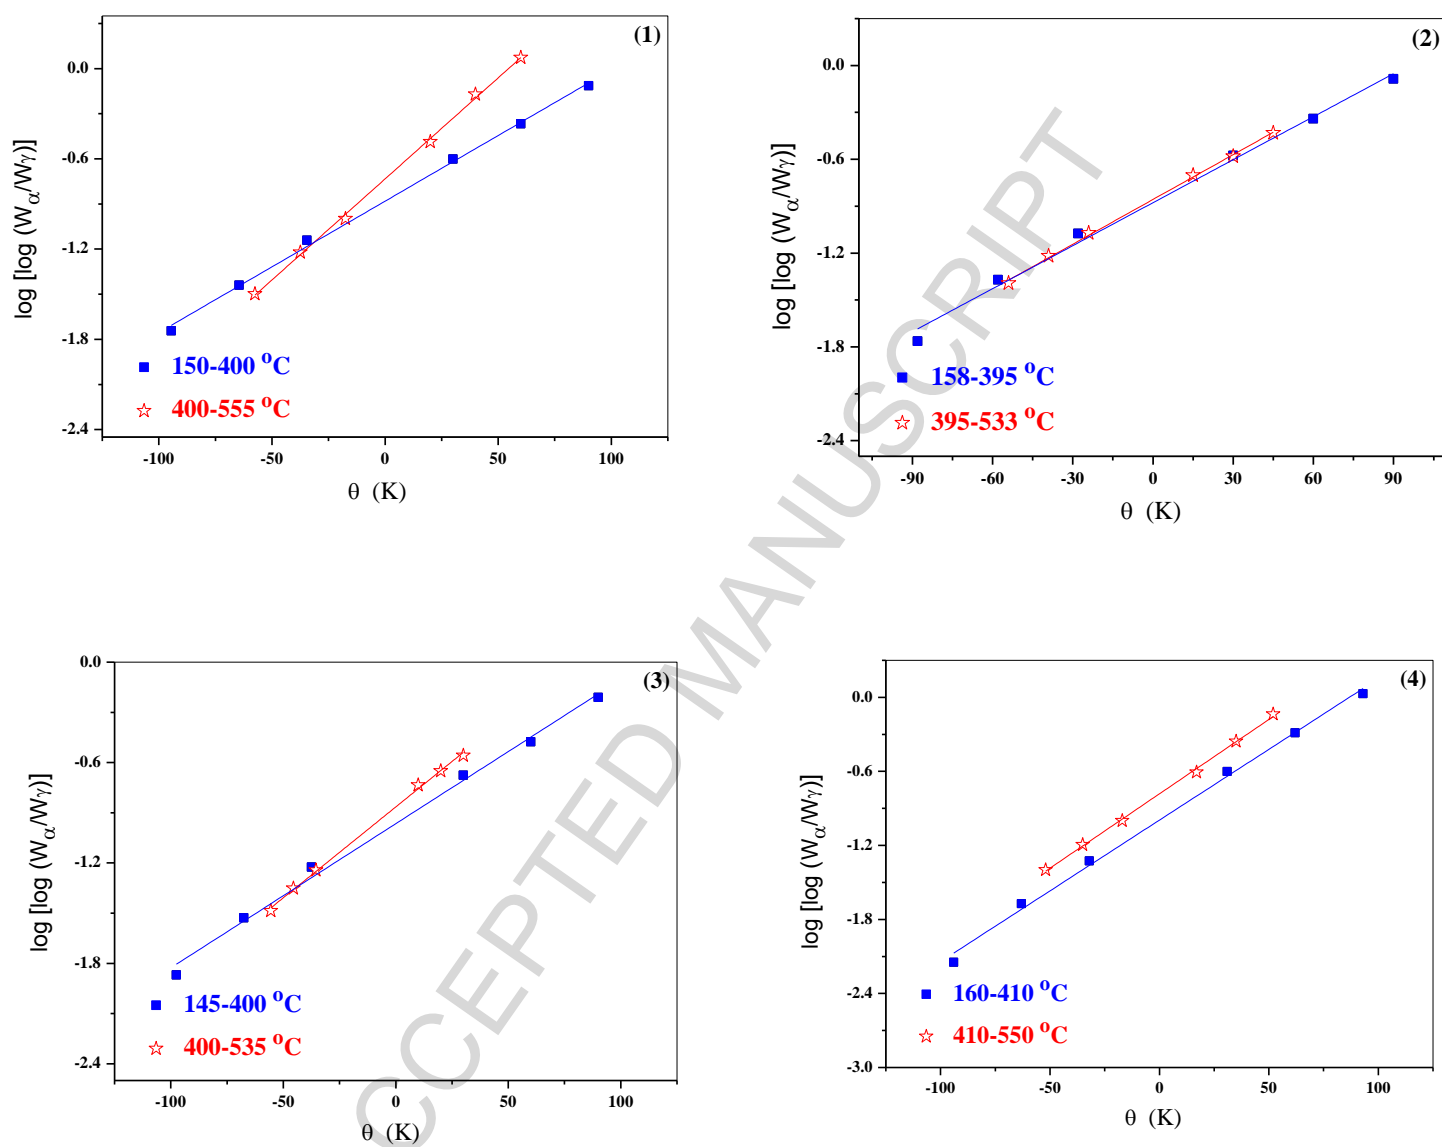 (1)
0.0
-0.6
-1.2
-1.8
-2.4
log [log (Wα/Wγ)]
150-400 °C
400-555 °C
-100 -50 0 50 100
θ (K)
(2)
0.0
-0.6
-1.2
-1.8
-2.4
log [log (Wα/Wγ)]
158-395 °C
395-533 °C
-90 -60 -30 0 30 60 90
θ (K)
(3)
0.0
-0.6
-1.2
-1.8
-2.4
log [log (Wα/Wγ)]
145-400 °C
400-535 °C
-100 -50 0 50 100
θ (K)
(4)
0.0
-0.6
-1.2
-1.8
-2.4
-3.0
log [log (Wα/Wγ)]
160-410 °C
410-550 °C
-100 -50 0 50 100
θ (K)
CCEPTED MANUSCRIPT